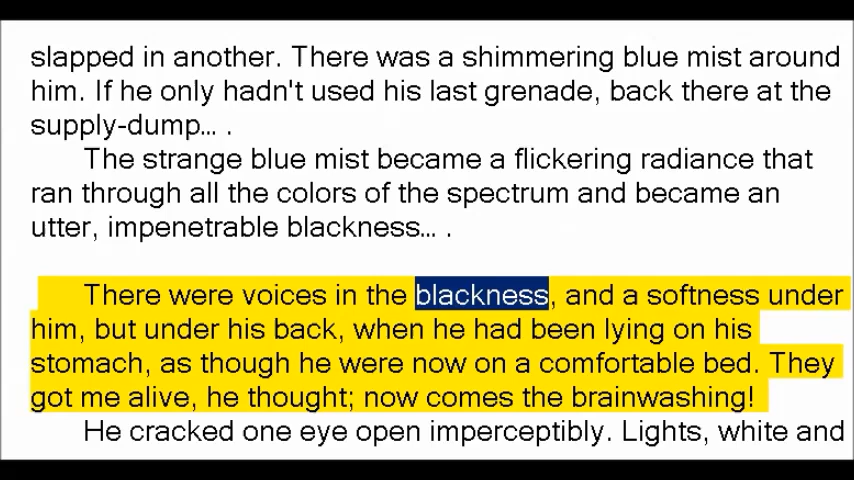 slapped in another. There was a shimmering blue mist around
him. If he only hadn't used his last grenade, back there at the
supply-dump… .
The strange blue mist became a flickering radiance that
ran through all the colors of the spectrum and became an
utter, impenetrable blackness… .
There were voices in the blackness, and a softness under
him, but under his back, when he had been lying on his
stomach, as though he were now on a comfortable bed. They
got me alive, he thought; now comes the brainwashing!
He cracked one eye open imperceptibly. Lights, white and